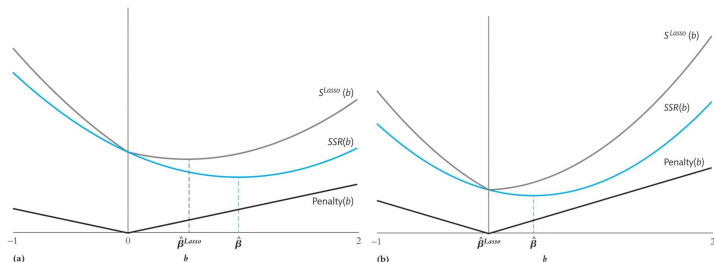 S^Lasso (b)
SSR(b)
Penalty(b)
−1
0
β̂^Lasso
β̂
2
(a)
b
S^Lasso (b)
SSR(b)
Penalty(b)
−1
β̂^Lasso
β̂
2
(b)
b